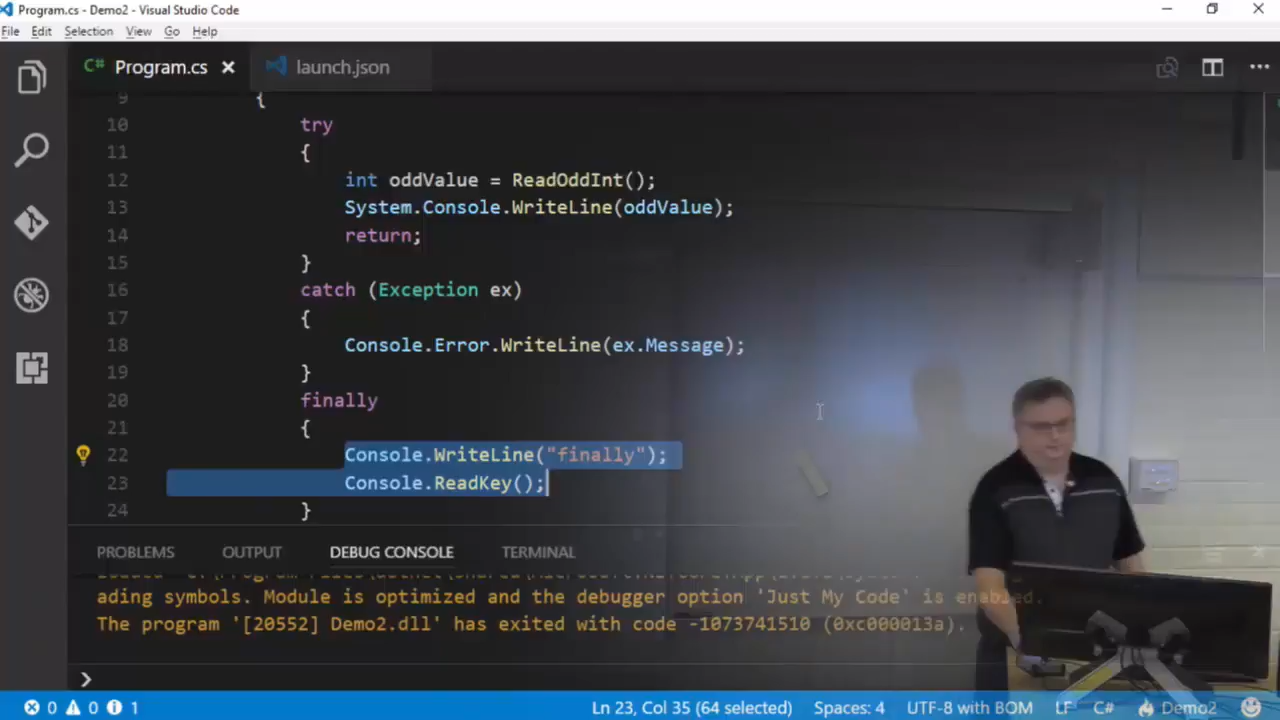 Program.cs - Demo2 - Visual Studio Code
File Edit Selection View Go Help
C# Program.cs × launch.json
9 {
10 try
11 {
12 int oddValue = ReadOddInt();
13 System.Console.WriteLine(oddValue);
14 return;
15 }
16 catch (Exception ex)
17 {
18 Console.Error.WriteLine(ex.Message);
19 }
20 finally
21 {
22 Console.WriteLine("finally");
23 Console.ReadKey();
24 }
PROBLEMS OUTPUT DEBUG CONSOLE TERMINAL
ading symbols. Module is optimized and the debugger option 'Just My Code' is enabled.
The program '[20552] Demo2.dll' has exited with code -1073741510 (0xc000013a).
0 0 1 Ln 23, Col 35 (64 selected) Spaces: 4 UTF-8 with BOM LF C# Demo2